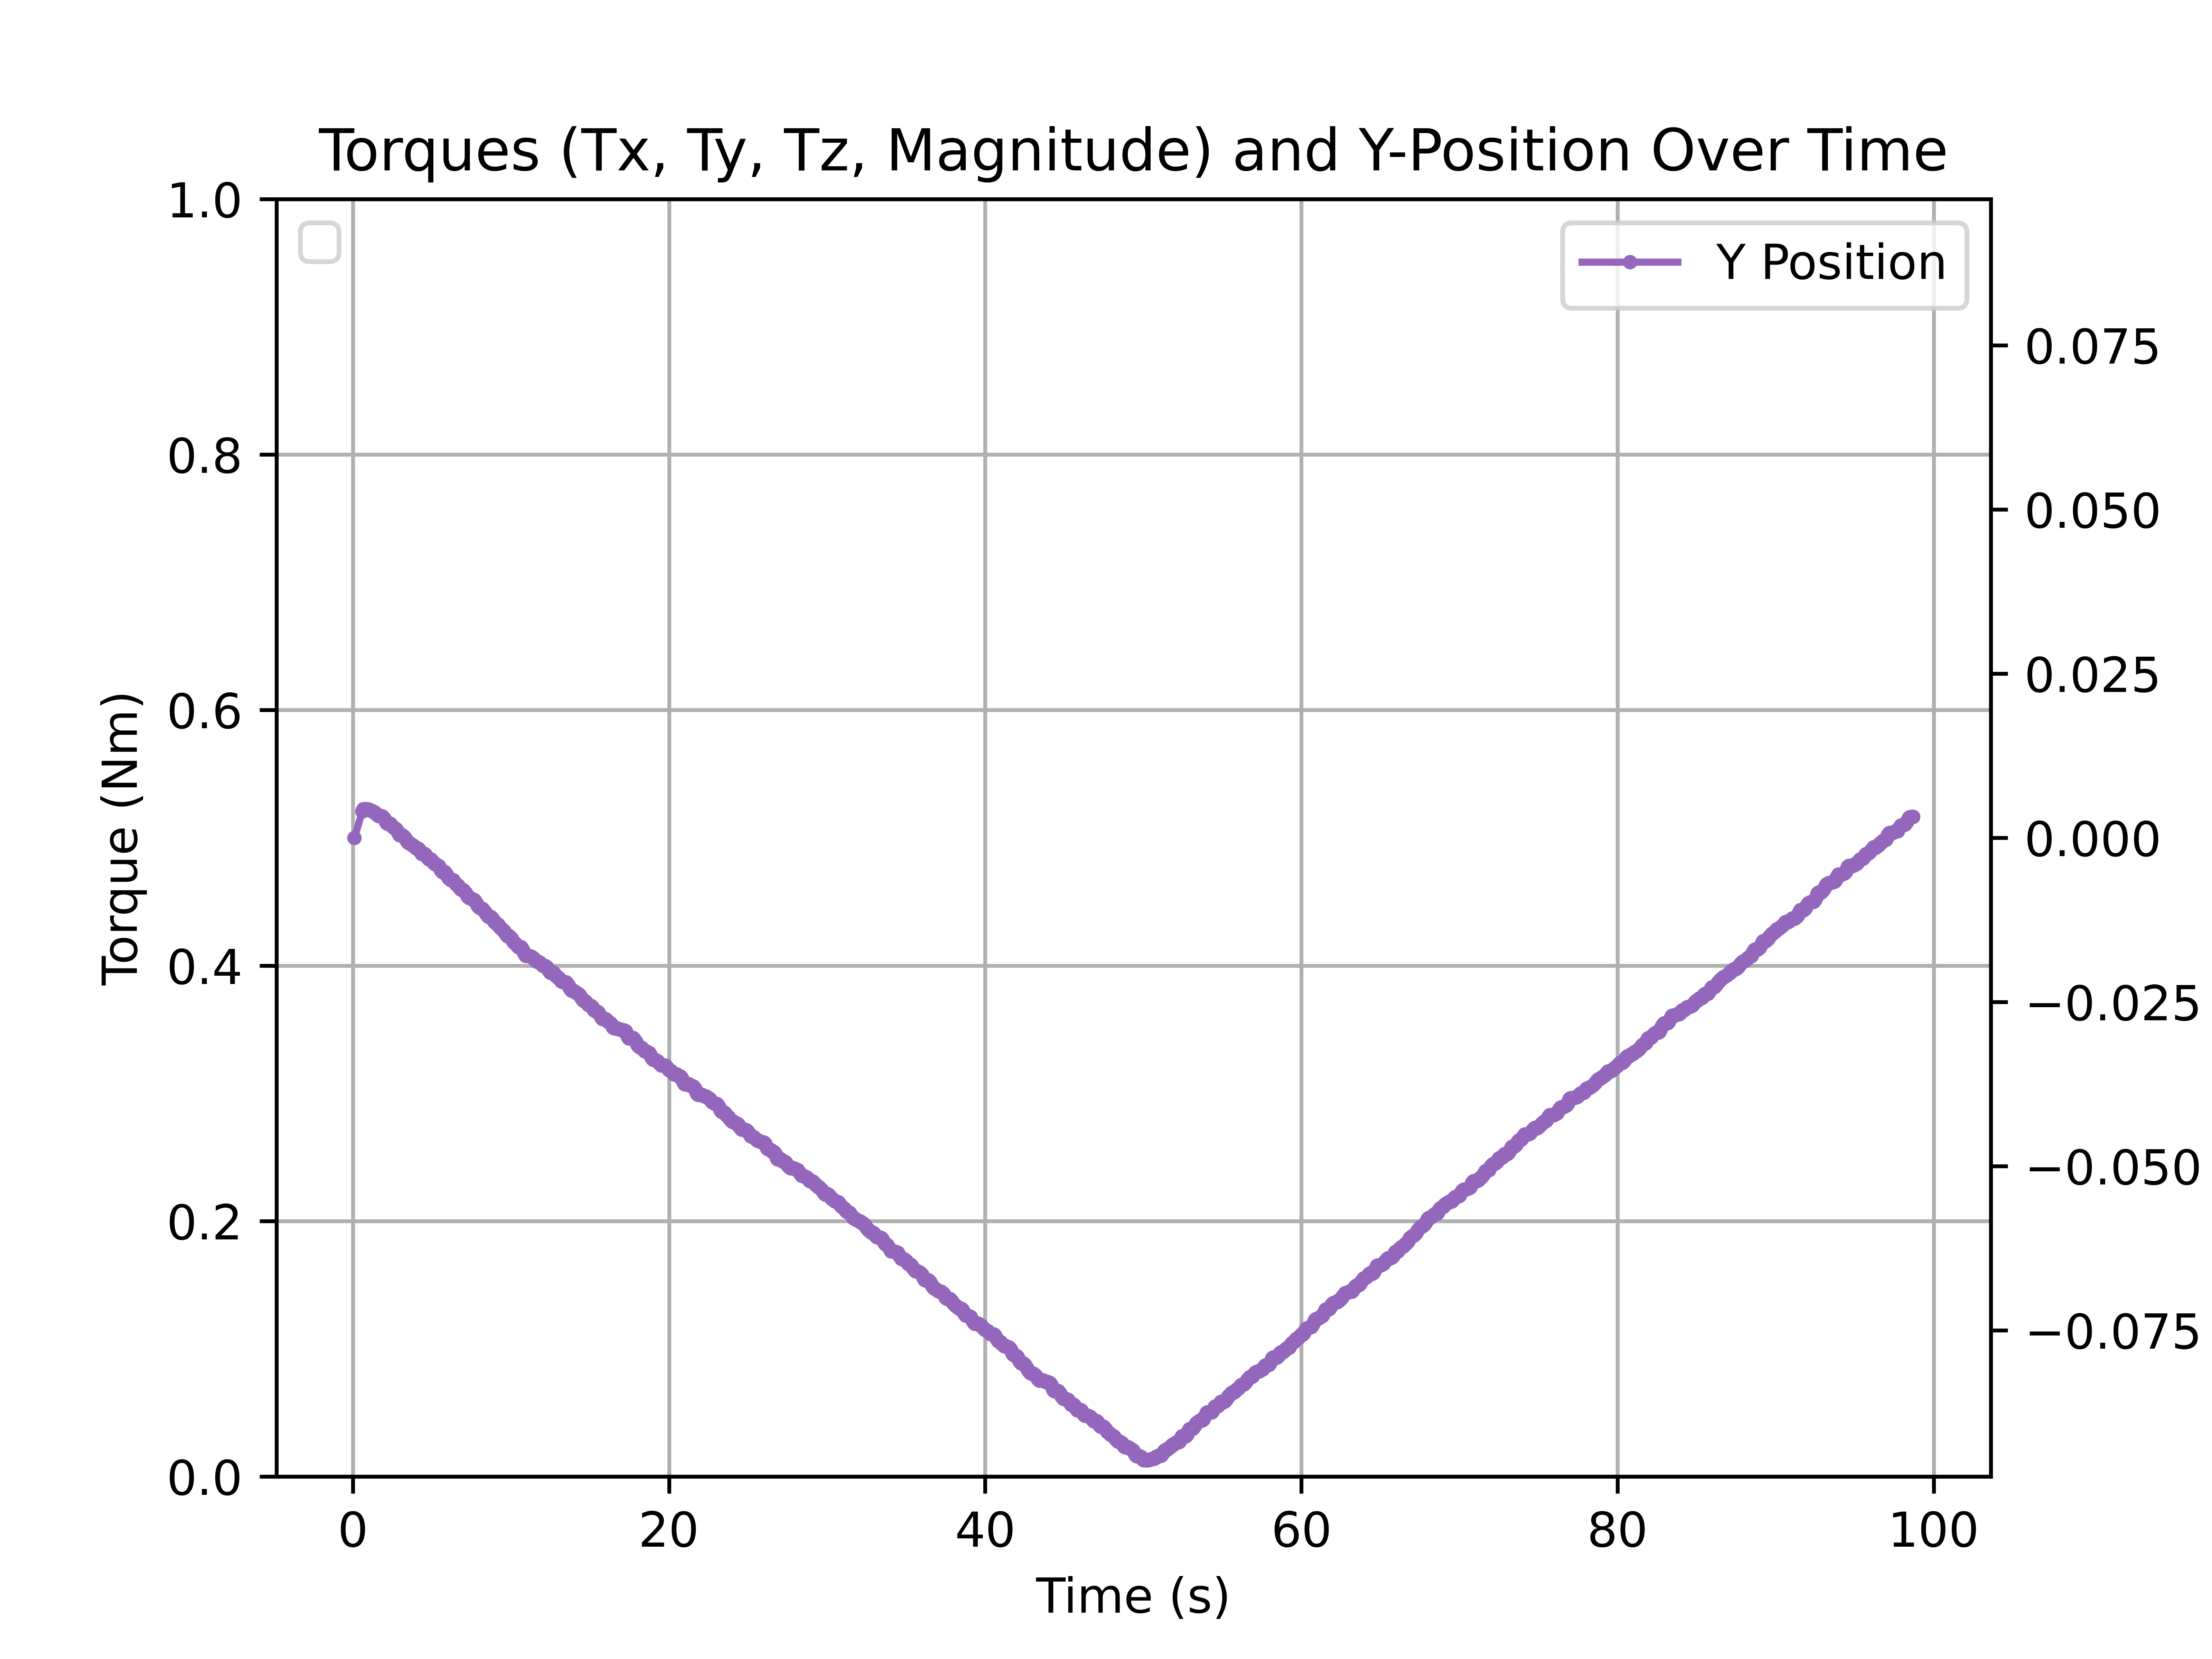 Torques (Tx, Ty, Tz, Magnitude) and Y-Position Over Time
1.0
0.8
0.6
0.4
0.2
0.0
Torque (Nm)
Y Position
0.075
0.050
0.025
0.000
−0.025
−0.050
−0.075
0 20 40 60 80 100
Time (s)